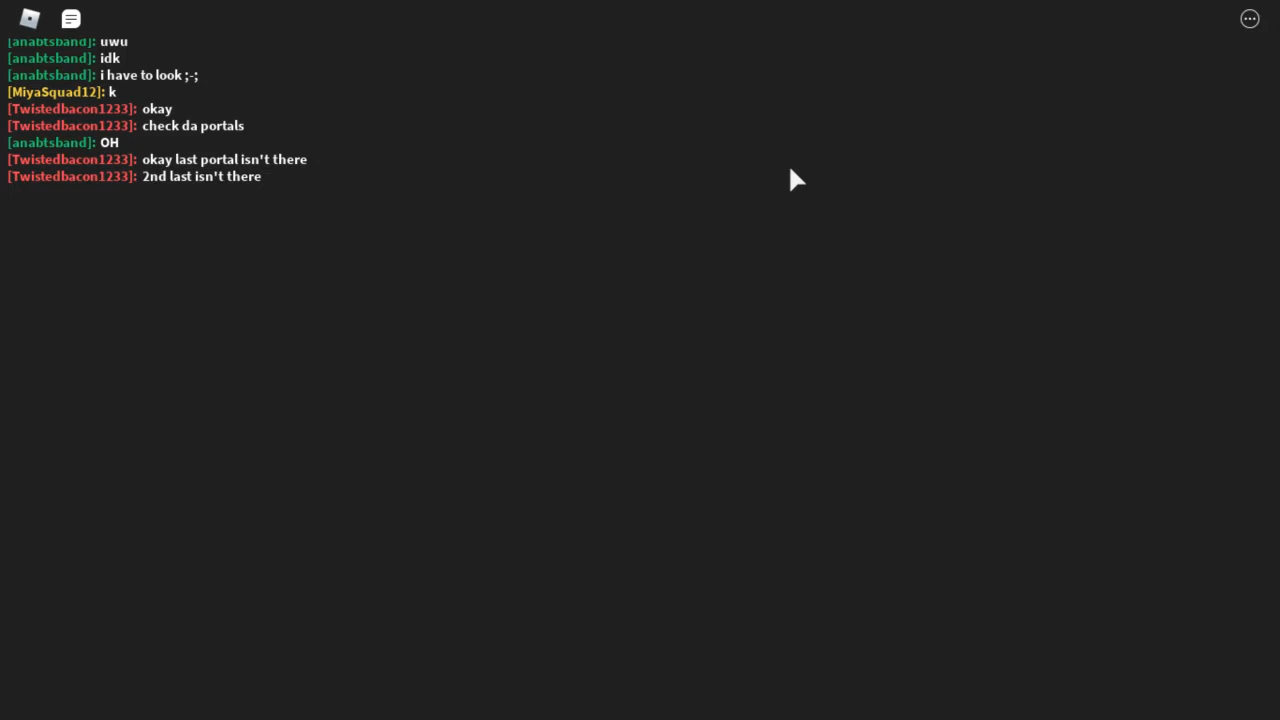 [anabtsband]: uwu
[anabtsband]: idk
[anabtsband]: i have to look ;-;
[MiyaSquad12]: k
[Twistedbacon1233]: okay
[Twistedbacon1233]: check da portals
[anabtsband]: OH
[Twistedbacon1233]: okay last portal isn't there
[Twistedbacon1233]: 2nd last isn't there